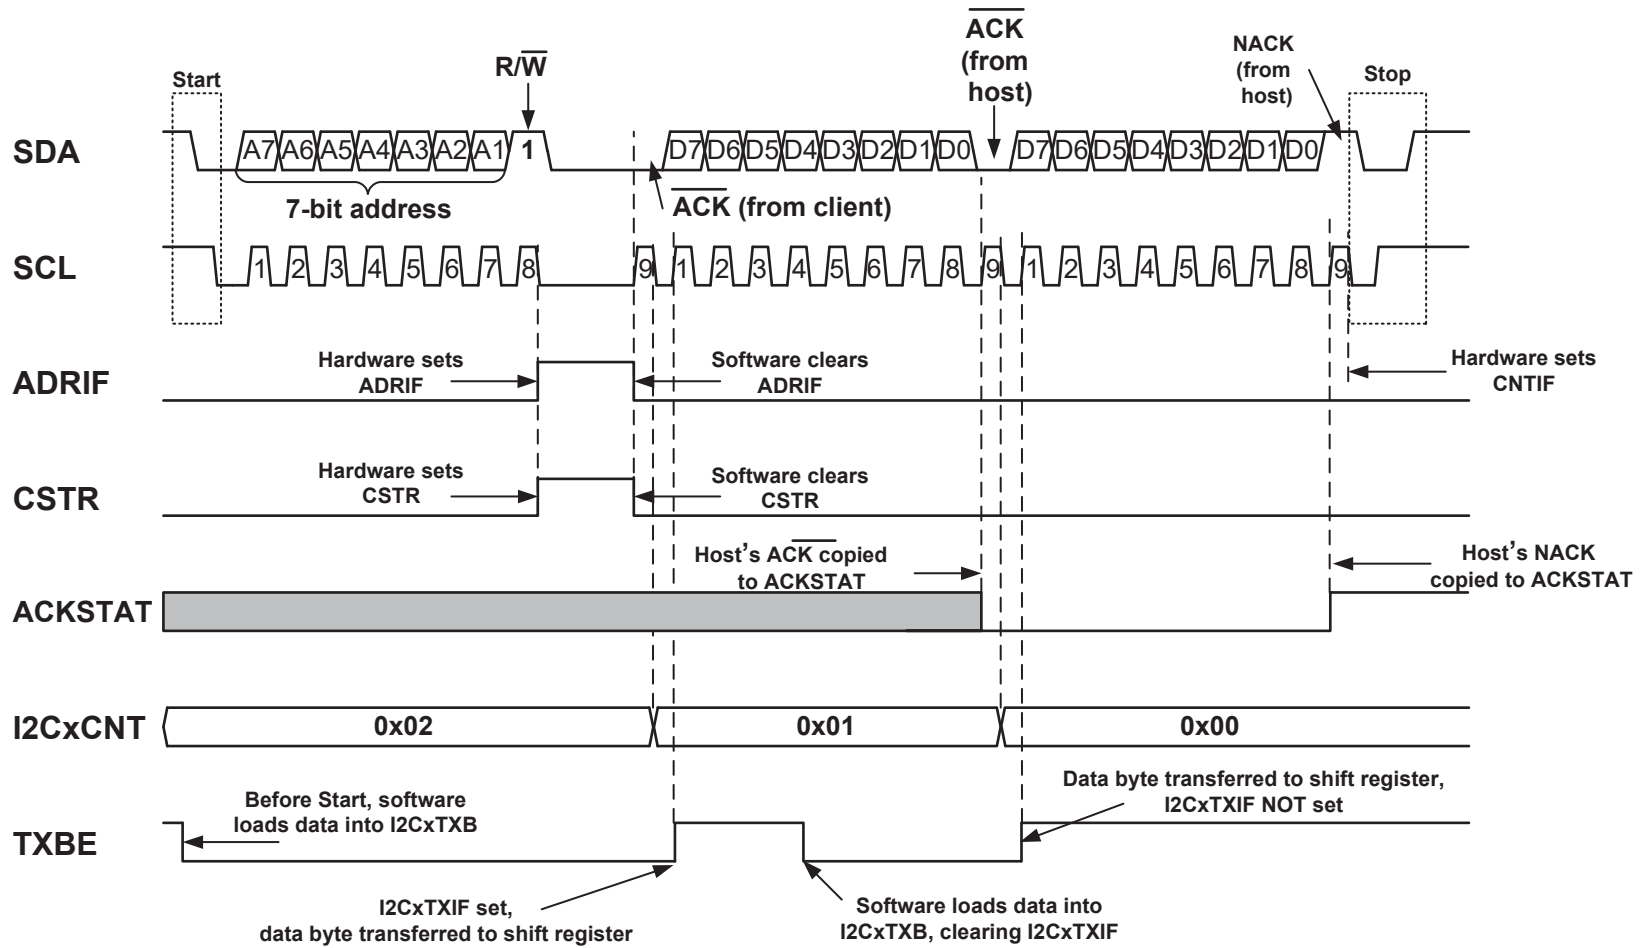 ACK
(from
host)
NACK
(from
host)
Start
R/W
Stop
SDA
A7 A6 A5 A4 A3 A2 A1 1 D7 D6 D5 D4 D3 D2 D1 D0 D7 D6 D5 D4 D3 D2 D1 D0
7-bit address
ACK (from client)
SCL
1 2 3 4 5 6 7 8 9 1 2 3 4 5 6 7 8 9 1 2 3 4 5 6 7 8 9
ADRIF
Hardware sets
ADRIF
Software clears
ADRIF
Hardware sets
CNTIF
CSTR
Hardware sets
CSTR
Software clears
CSTR
Host's ACK copied
to ACKSTAT
Host's NACK
copied to ACKSTAT
ACKSTAT
I2CxCNT
0x02 0x01 0x00
TXBE
Before Start, software
loads data into I2CxTXB
Data byte transferred to shift register,
I2CxTXIF NOT set
I2CxTXIF set,
data byte transferred to shift register
Software loads data into
I2CxTXB, clearing I2CxTXIF